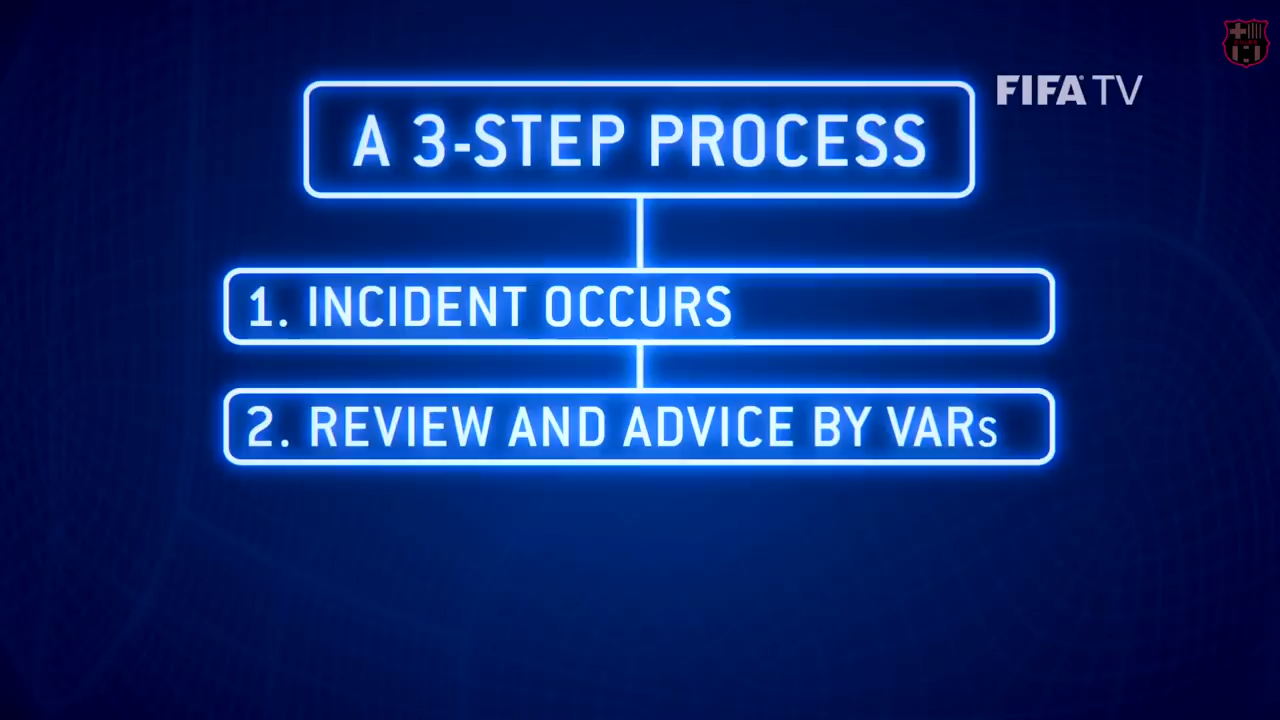 FIFA TV
A 3-STEP PROCESS
1. INCIDENT OCCURS
2. REVIEW AND ADVICE BY VARs